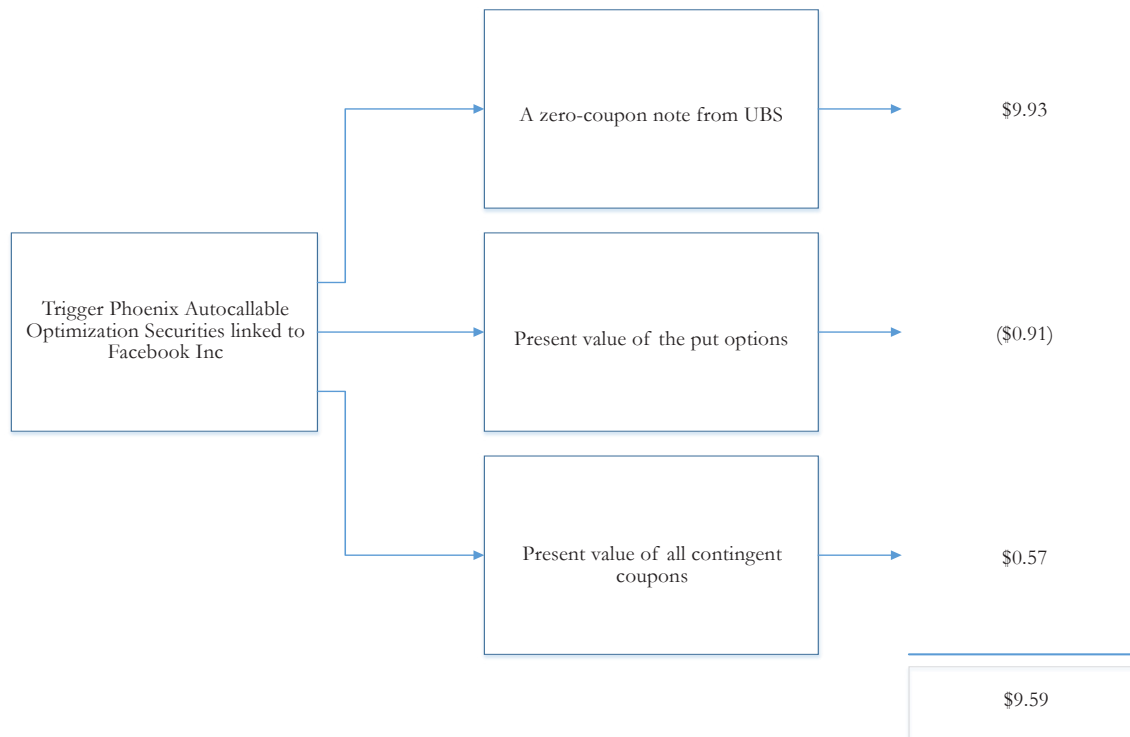 A zero-coupon note from UBS
$9.93
Trigger Phoenix Autocallable
Optimization Securities linked to
Facebook Inc
Present value of the put options
($0.91)
Present value of all contingent
coupons
$0.57
$9.59